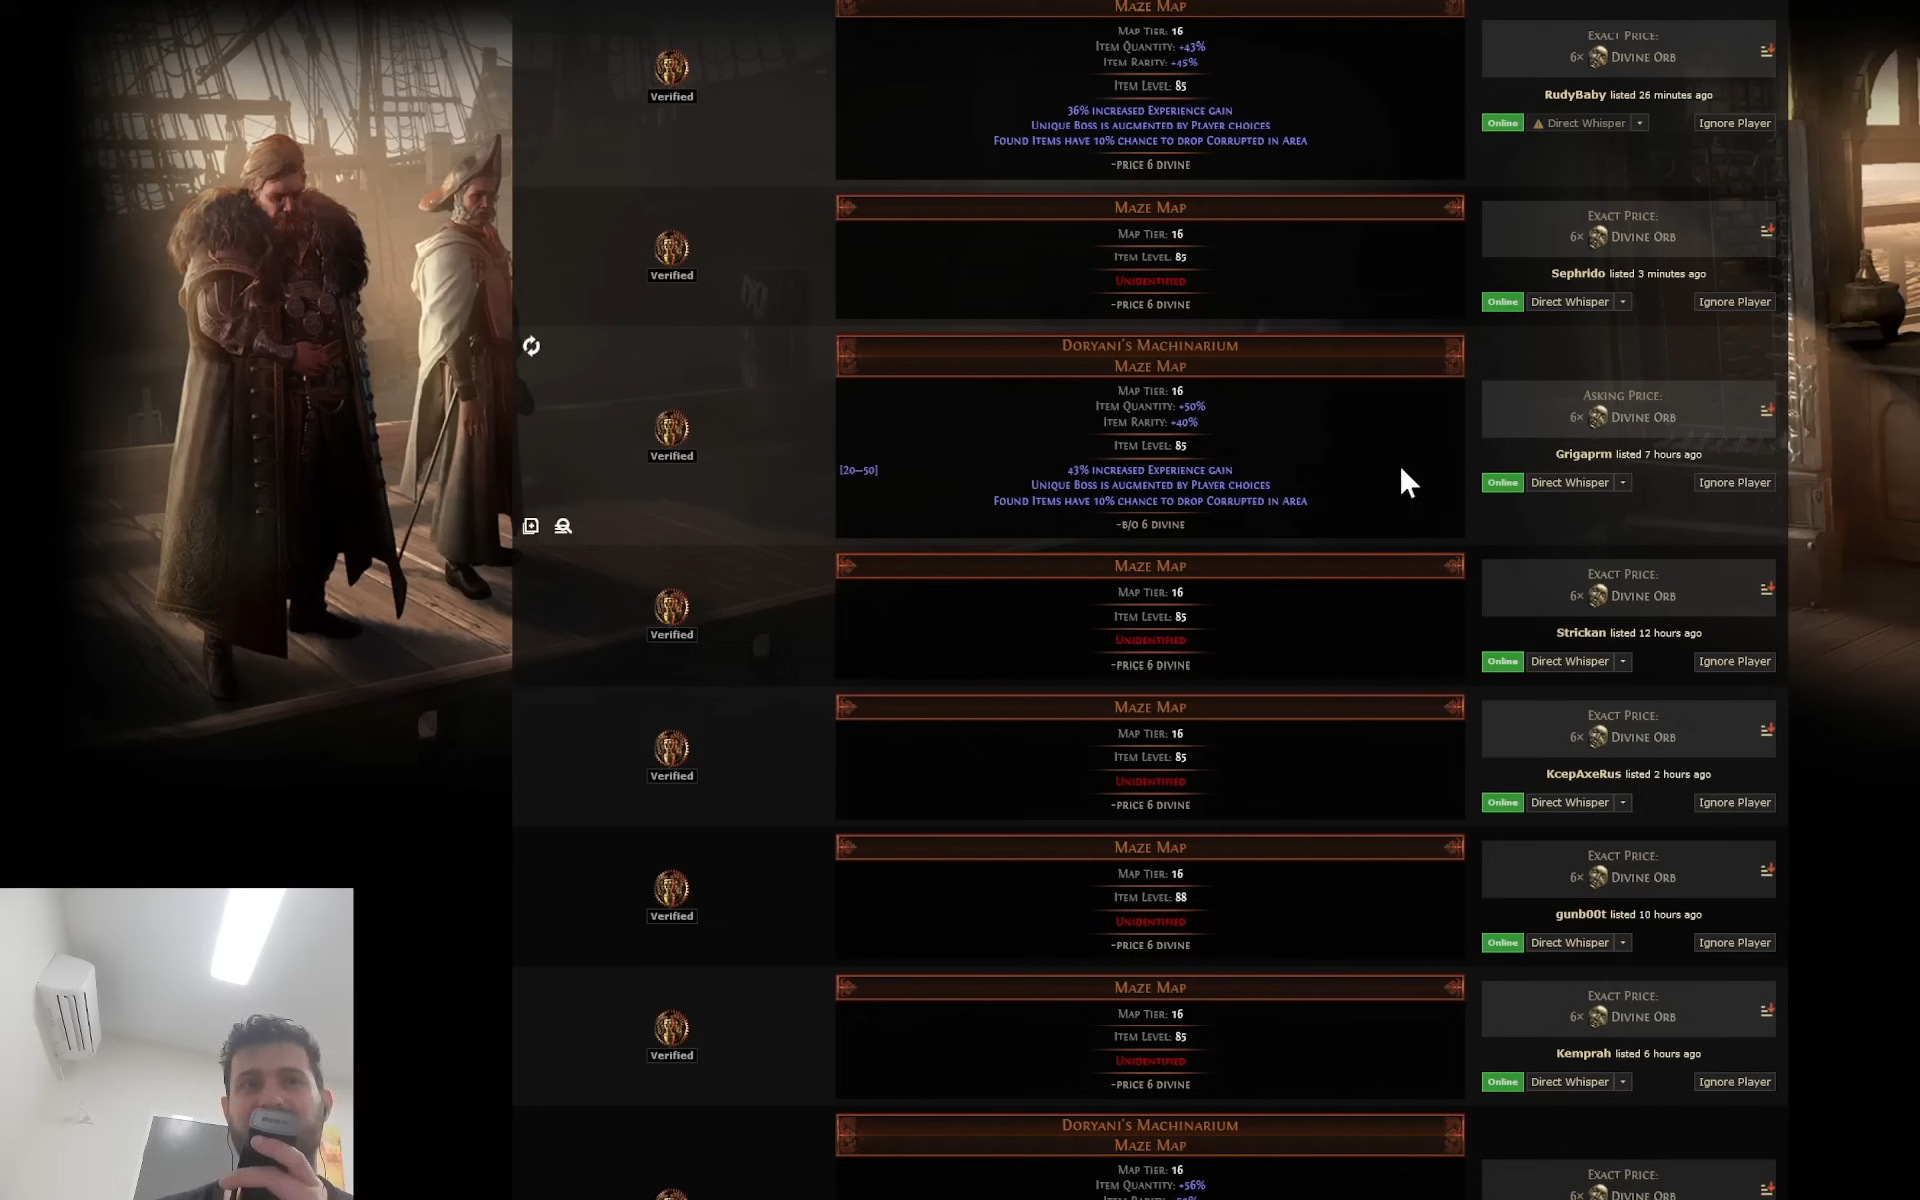 Maze Map
Map Tier: 16
Item Quantity: +43%
Item Rarity: +45%
Item Level: 85
36% increased Experience gain
Unique Boss is augmented by Player choices
Found Items have 10% chance to drop Corrupted in Area
~price 6 divine
Verified
Exact Price:
6× Divine Orb
RudyBaby listed 26 minutes ago
Online Direct Whisper Ignore Player
Maze Map
Map Tier: 16
Item Level: 85
Unidentified
~price 6 divine
Verified
Exact Price:
6× Divine Orb
Sephrido listed 3 minutes ago
Online Direct Whisper Ignore Player
Doryani's Machinarium
Maze Map
Map Tier: 16
Item Quantity: +50%
Item Rarity: +40%
Item Level: 85
[20—50] 43% increased Experience gain
Unique Boss is augmented by Player choices
Found Items have 10% chance to drop Corrupted in Area
~b/o 6 divine
Verified
Asking Price:
6× Divine Orb
Grigaprm listed 7 hours ago
Online Direct Whisper Ignore Player
Maze Map
Map Tier: 16
Item Level: 85
Unidentified
~price 6 divine
Verified
Exact Price:
6× Divine Orb
Strickan listed 12 hours ago
Online Direct Whisper Ignore Player
Maze Map
Map Tier: 16
Item Level: 85
Unidentified
~price 6 divine
Verified
Exact Price:
6× Divine Orb
KcepAxeRus listed 2 hours ago
Online Direct Whisper Ignore Player
Maze Map
Map Tier: 16
Item Level: 88
Unidentified
~price 6 divine
Verified
Exact Price:
6× Divine Orb
gunb00t listed 10 hours ago
Online Direct Whisper Ignore Player
Maze Map
Map Tier: 16
Item Level: 85
Unidentified
~price 6 divine
Verified
Exact Price:
6× Divine Orb
Kemprah listed 6 hours ago
Online Direct Whisper Ignore Player
Doryani's Machinarium
Maze Map
Map Tier: 16
Item Quantity: +56%
Exact Price:
6× Divine Orb